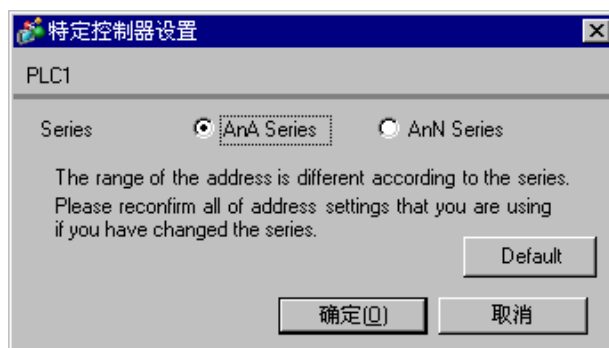 特定控制器设置
PLC1
Series AnA Series AnN Series
The range of the address is different according to the series.
Please reconfirm all of address settings that you are using
if you have changed the series.
Default
确定(O) 取消